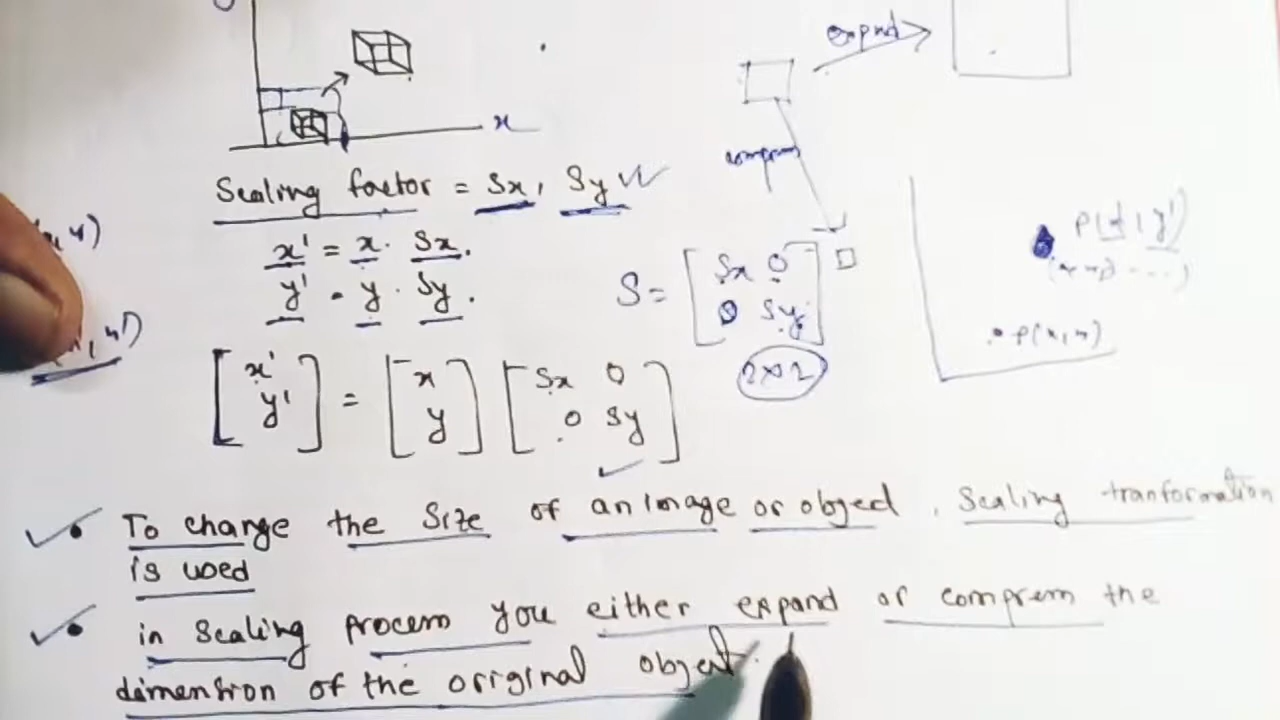 expand
x
compress
Scaling factor = Sx, Sy
x' = x. Sx.
y' = y. Sy.
S = [Sx 0
0 Sy]
2x2
P(x, y')
P(x, y)
[x' y'] = [x y] [Sx 0
0 Sy]
To change the Size of an image or object, Scaling tranformation
is used
in Scaling process you either expand or compress the
dimension of the original object.